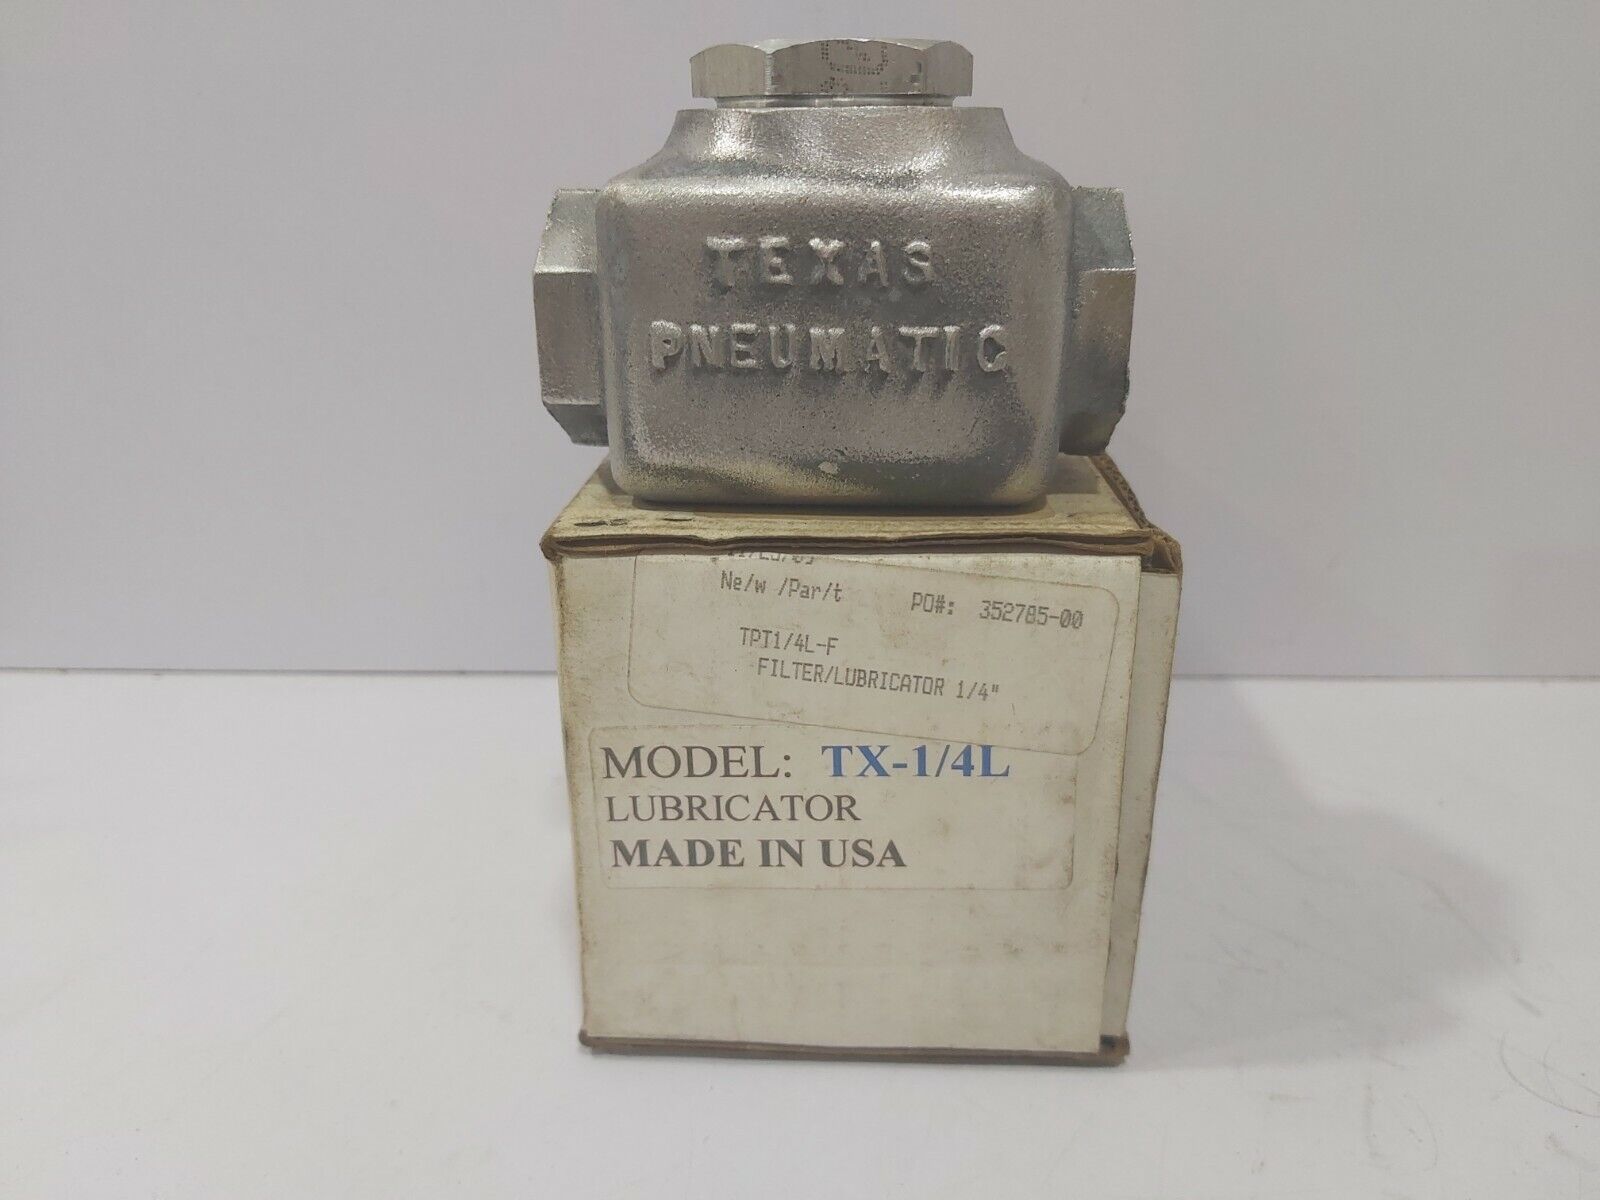 TEXAS
PNEUMATIC
Ne/w /Par/t PO#: 352785-00
TPT1/4L-F
FILTER/LUBRICATOR 1/4"
MODEL: TX-1/4L
LUBRICATOR
MADE IN USA